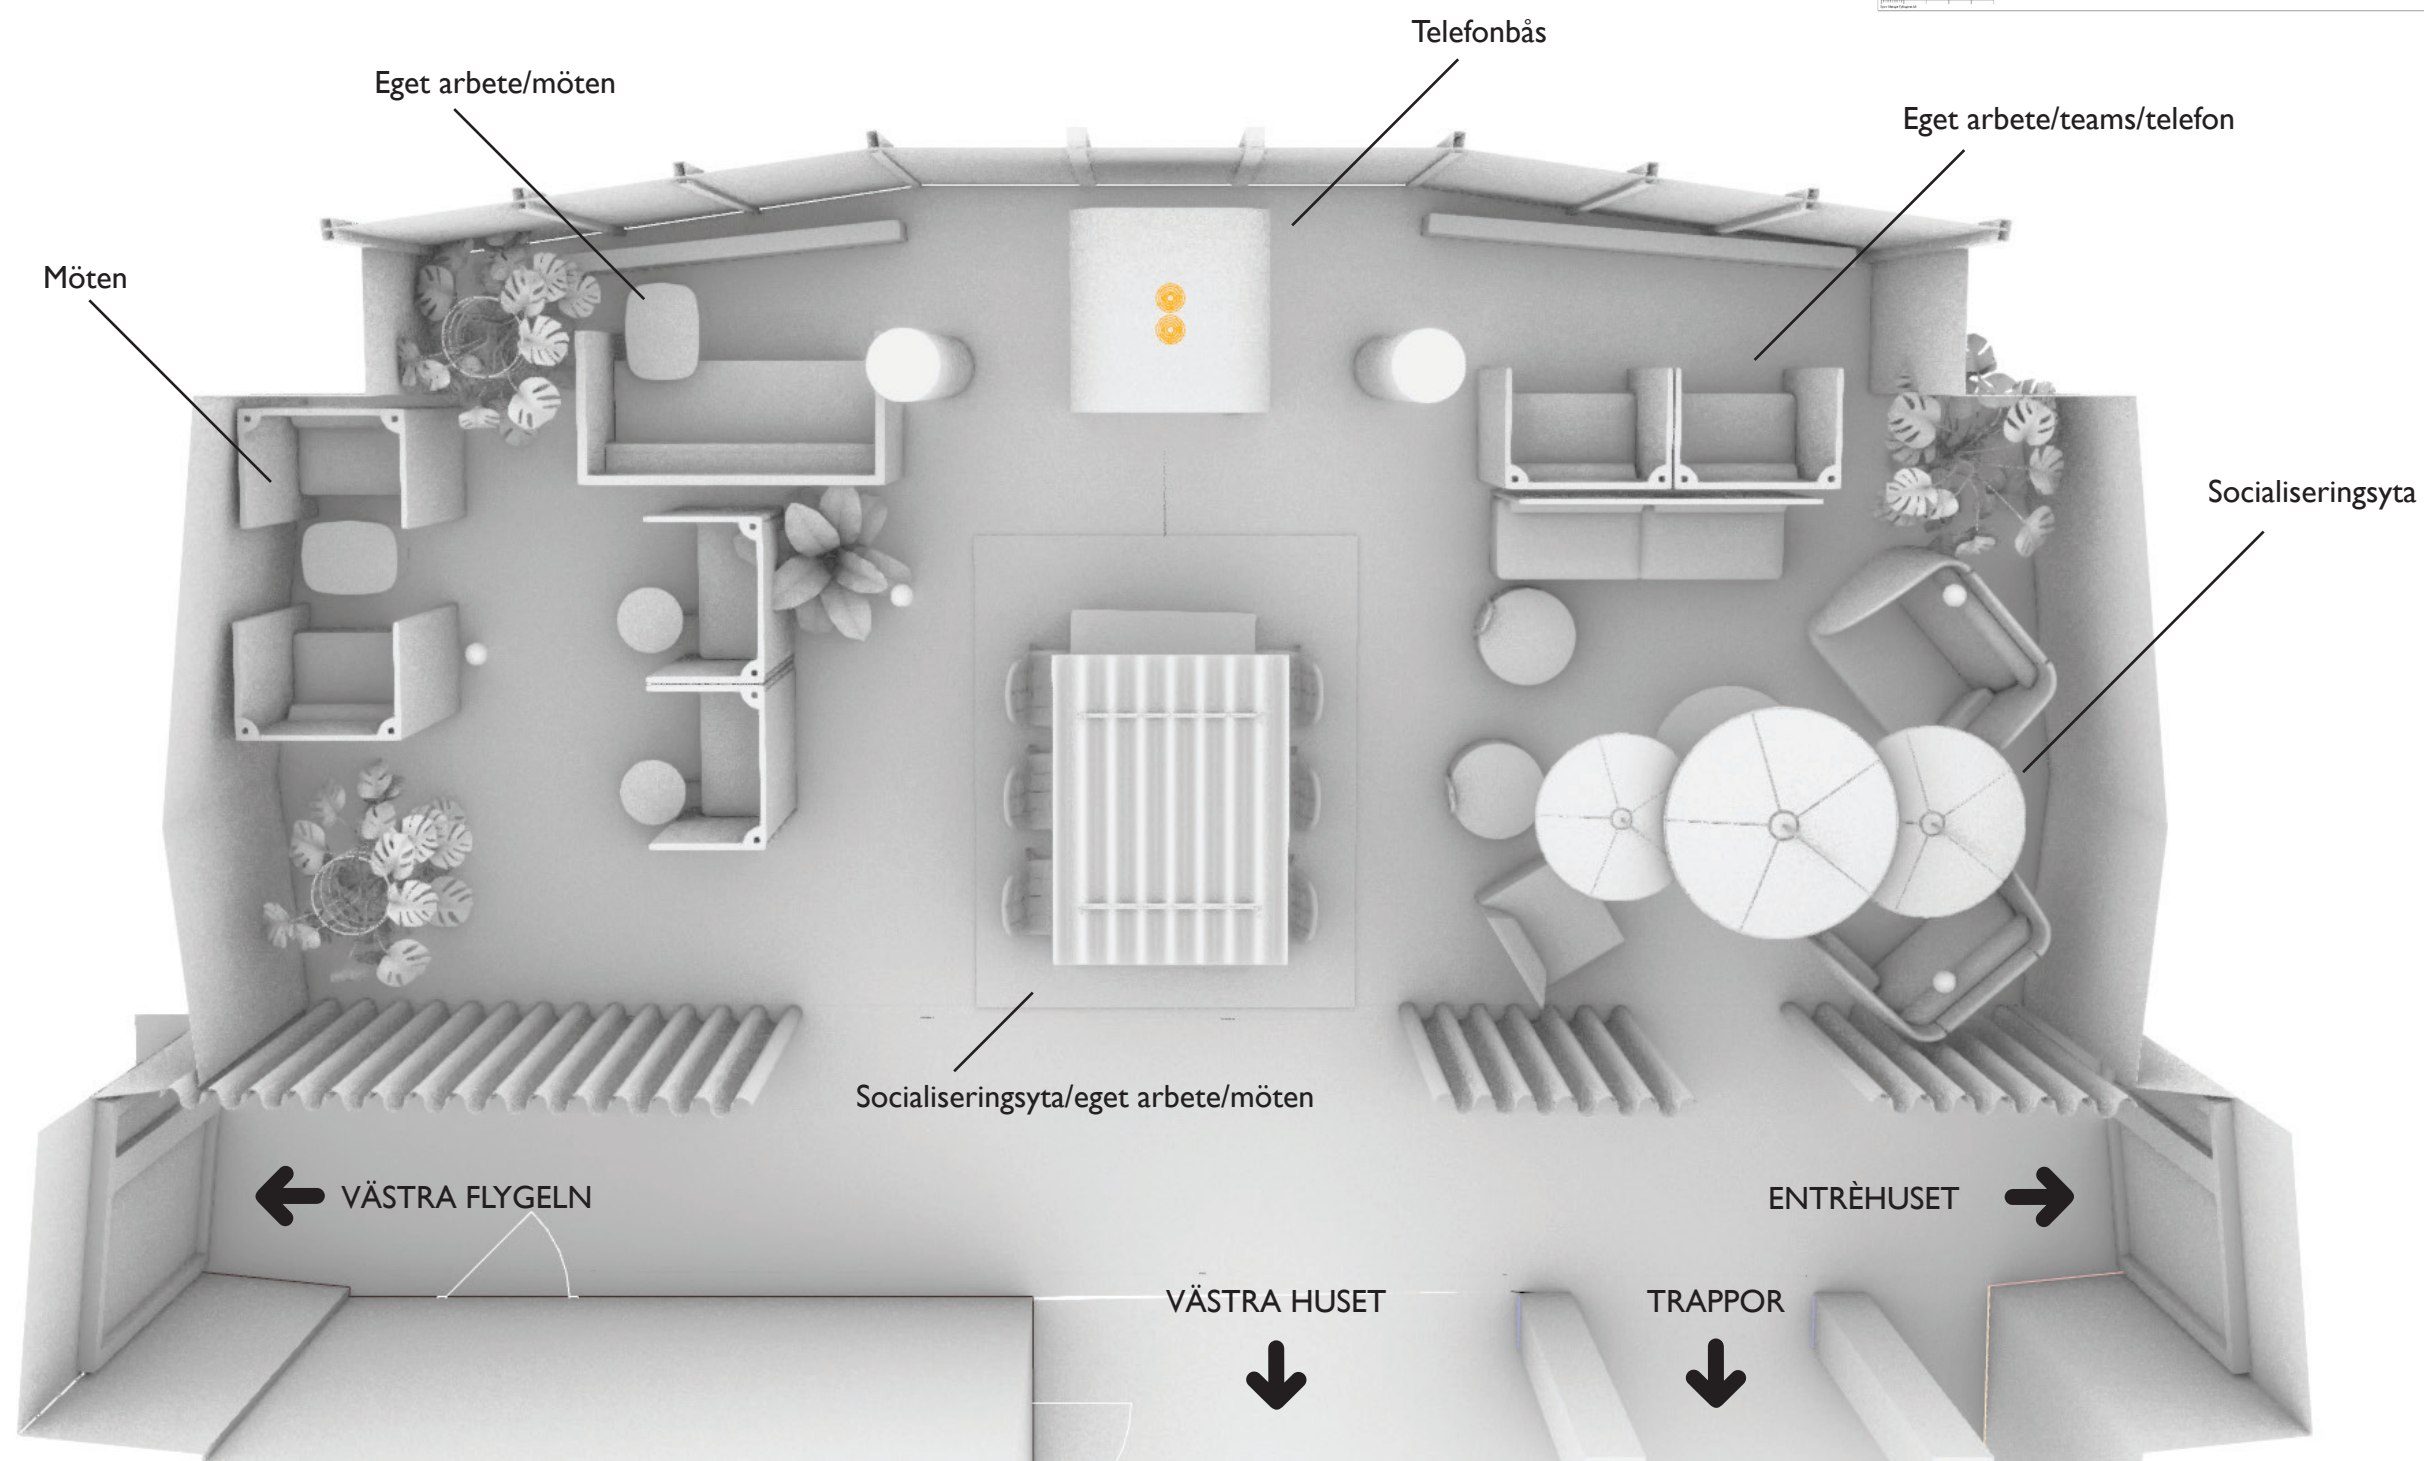 Telefonbås
Eget arbete/möten
Eget arbete/teams/telefon
Möten
Socialiseringsyta
Socialiseringsyta/eget arbete/möten
VÄSTRA FLYGELN
ENTRÈHUSET
VÄSTRA HUSET
TRAPPOR